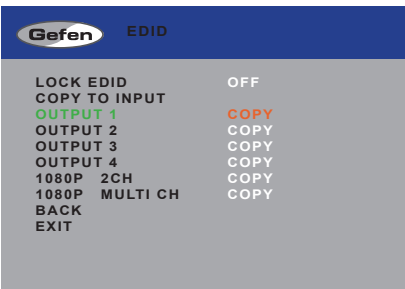 Gefen EDID
LOCK EDID OFF
COPY TO INPUT
OUTPUT 1 COPY
OUTPUT 2 COPY
OUTPUT 3 COPY
OUTPUT 4 COPY
1080P 2CH COPY
1080P MULTI CH COPY
BACK
EXIT